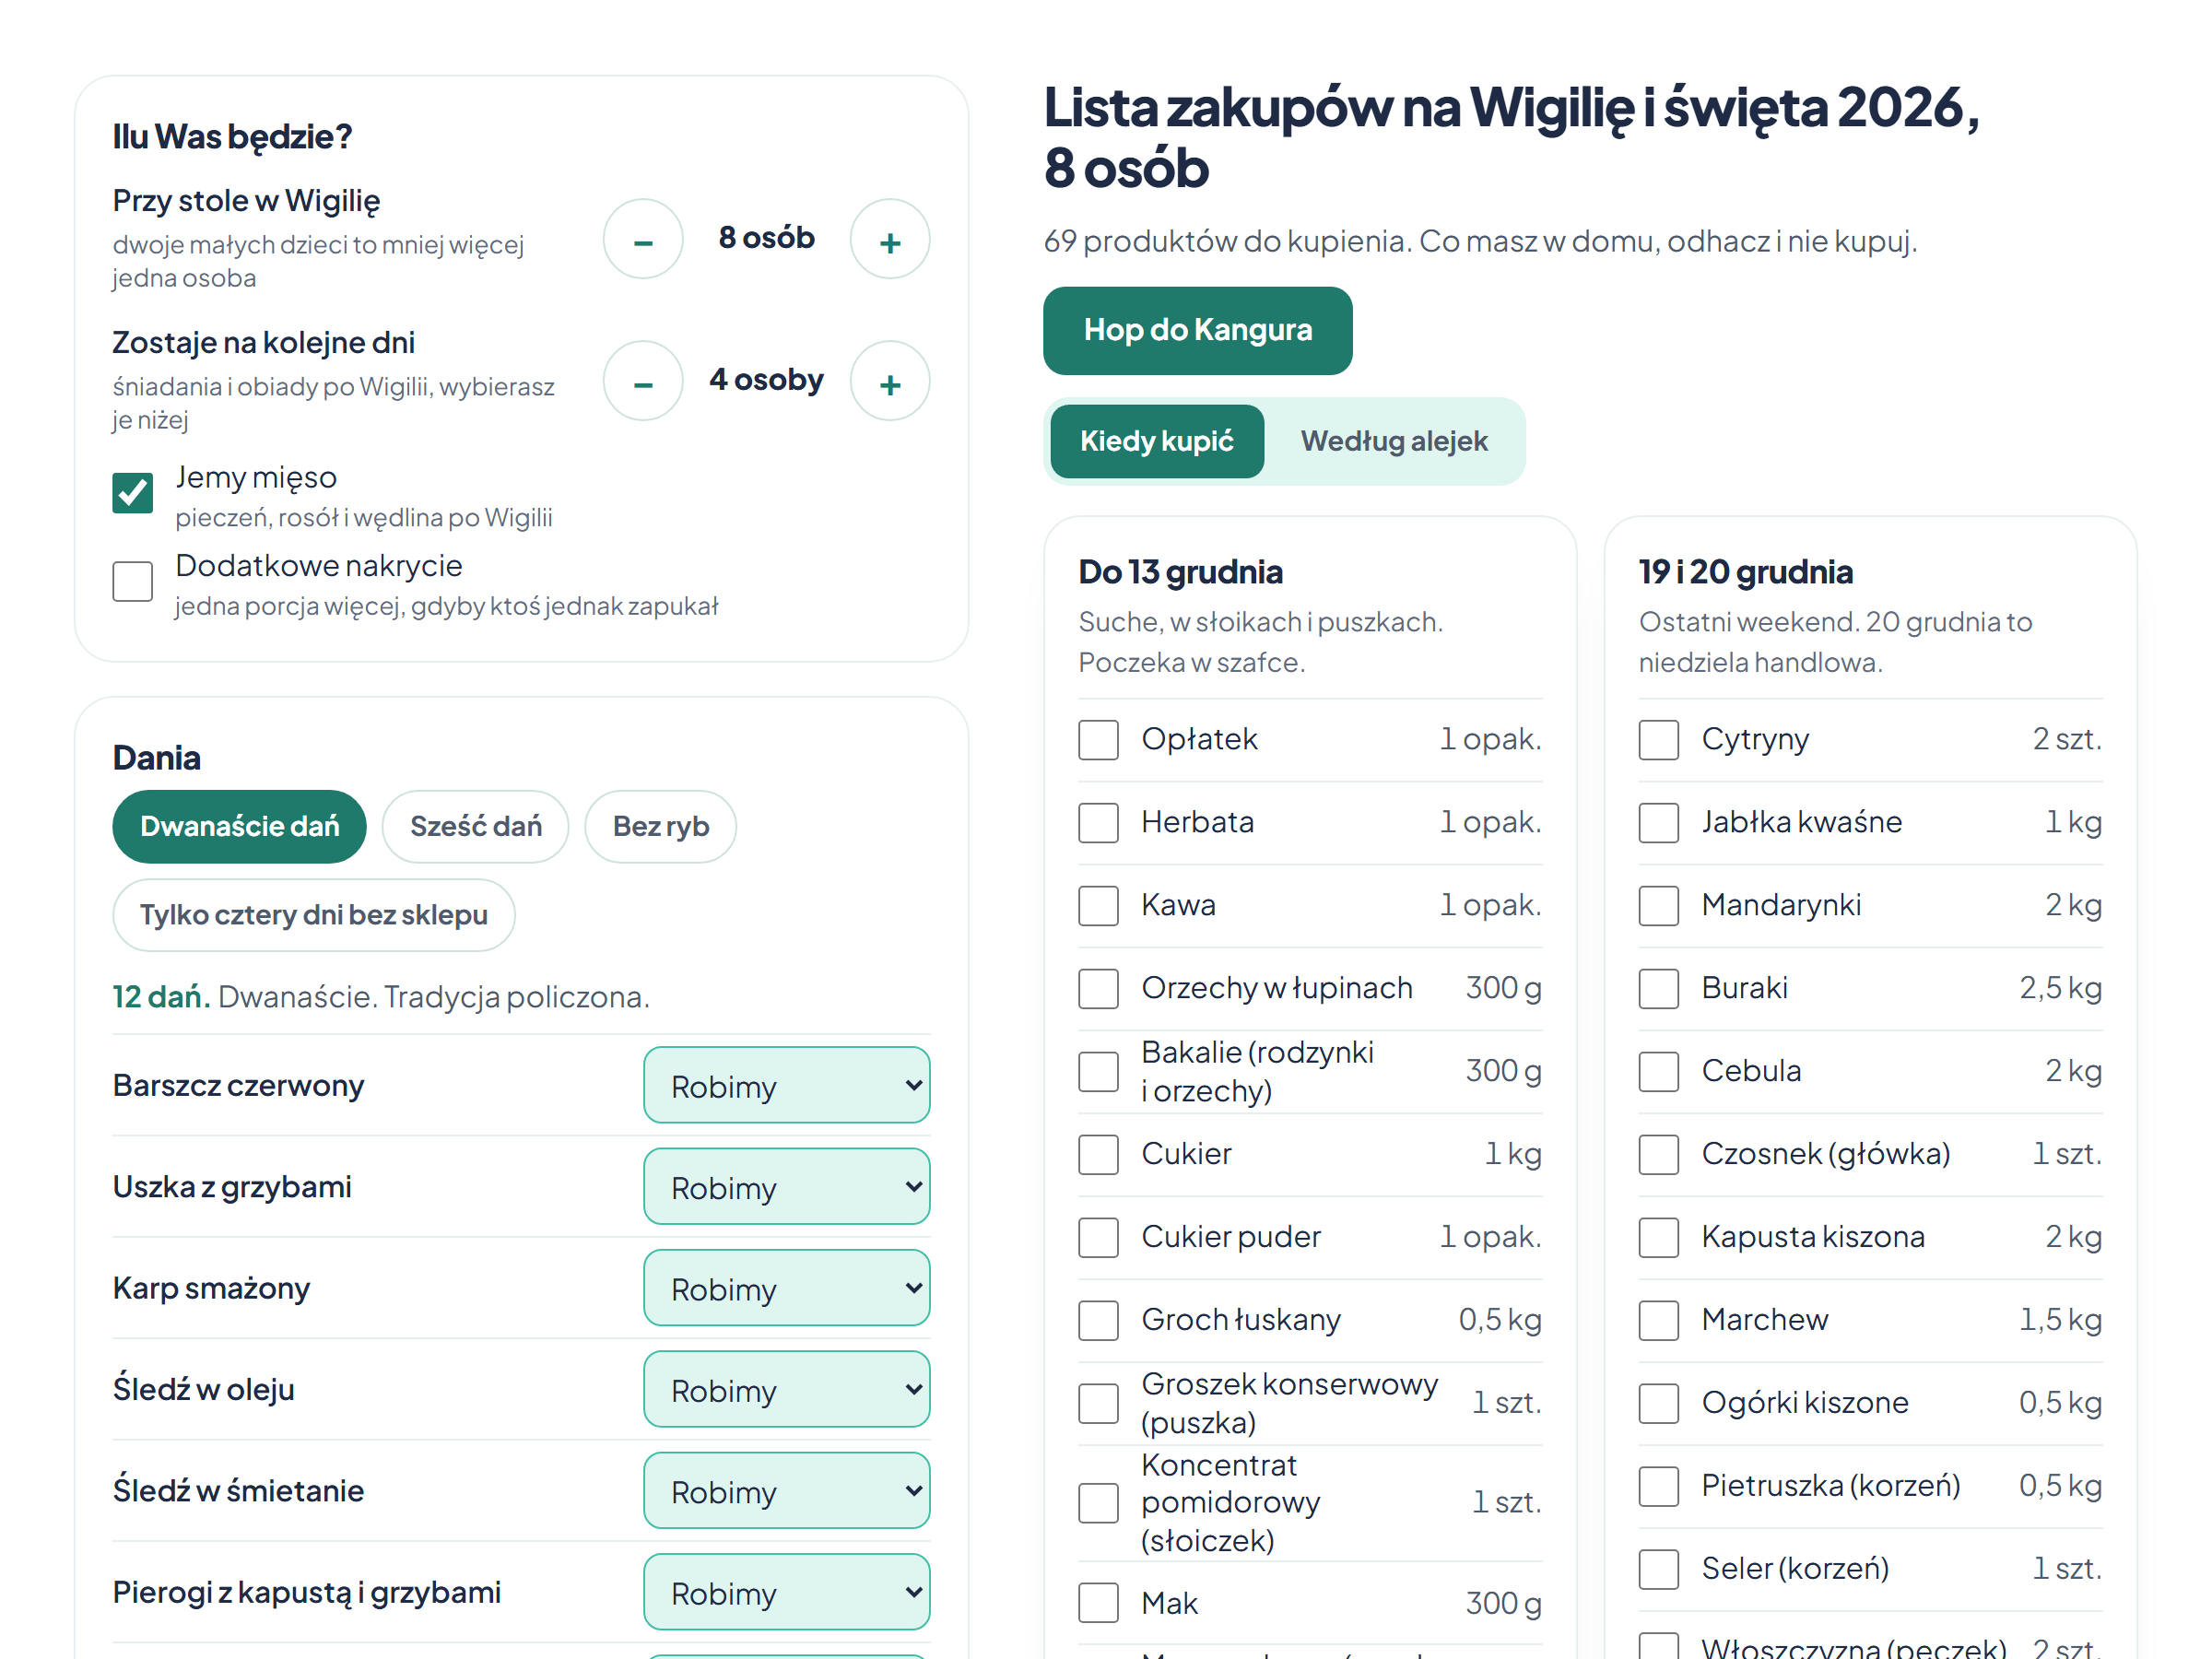 Ilu Was będzie?
Przy stole w Wigilię
dwoje małych dzieci to mniej więcej
jedna osoba
−
8 osób
+
Zostaje na kolejne dni
śniadania i obiady po Wigilii, wybierasz
je niżej
−
4 osoby
+
Jemy mięso
pieczeń, rosół i wędlina po Wigilii
Dodatkowe nakrycie
jedna porcja więcej, gdyby ktoś jednak zapukał
Dania
Dwanaście dań
Sześć dań
Bez ryb
Tylko cztery dni bez sklepu
12 dań. Dwanaście. Tradycja policzona.
Barszcz czerwony
Robimy
Uszka z grzybami
Robimy
Karp smażony
Robimy
Śledź w oleju
Robimy
Śledź w śmietanie
Robimy
Pierogi z kapustą i grzybami
Robimy
Lista zakupów na Wigilię i święta 2026,
8 osób
69 produktów do kupienia. Co masz w domu, odhacz i nie kupuj.
Hop do Kangura
Kiedy kupić
Według alejek
Do 13 grudnia
Suche, w słoikach i puszkach.
Poczeka w szafce.
Opłatek
1 opak.
Herbata
1 opak.
Kawa
1 opak.
Orzechy w łupinach
300 g
Bakalie (rodzynki
i orzechy)
300 g
Cukier
1 kg
Cukier puder
1 opak.
Groch łuskany
0,5 kg
Groszek konserwowy
(puszka)
1 szt.
Koncentrat
pomidorowy
(słoiczek)
1 szt.
Mak
300 g
19 i 20 grudnia
Ostatni weekend. 20 grudnia to
niedziela handlowa.
Cytryny
2 szt.
Jabłka kwaśne
1 kg
Mandarynki
2 kg
Buraki
2,5 kg
Cebula
2 kg
Czosnek (główka)
1 szt.
Kapusta kiszona
2 kg
Marchew
1,5 kg
Ogórki kiszone
0,5 kg
Pietruszka (korzeń)
0,5 kg
Seler (korzeń)
1 szt.
Włoszczyzna (pęczek)
2 szt.